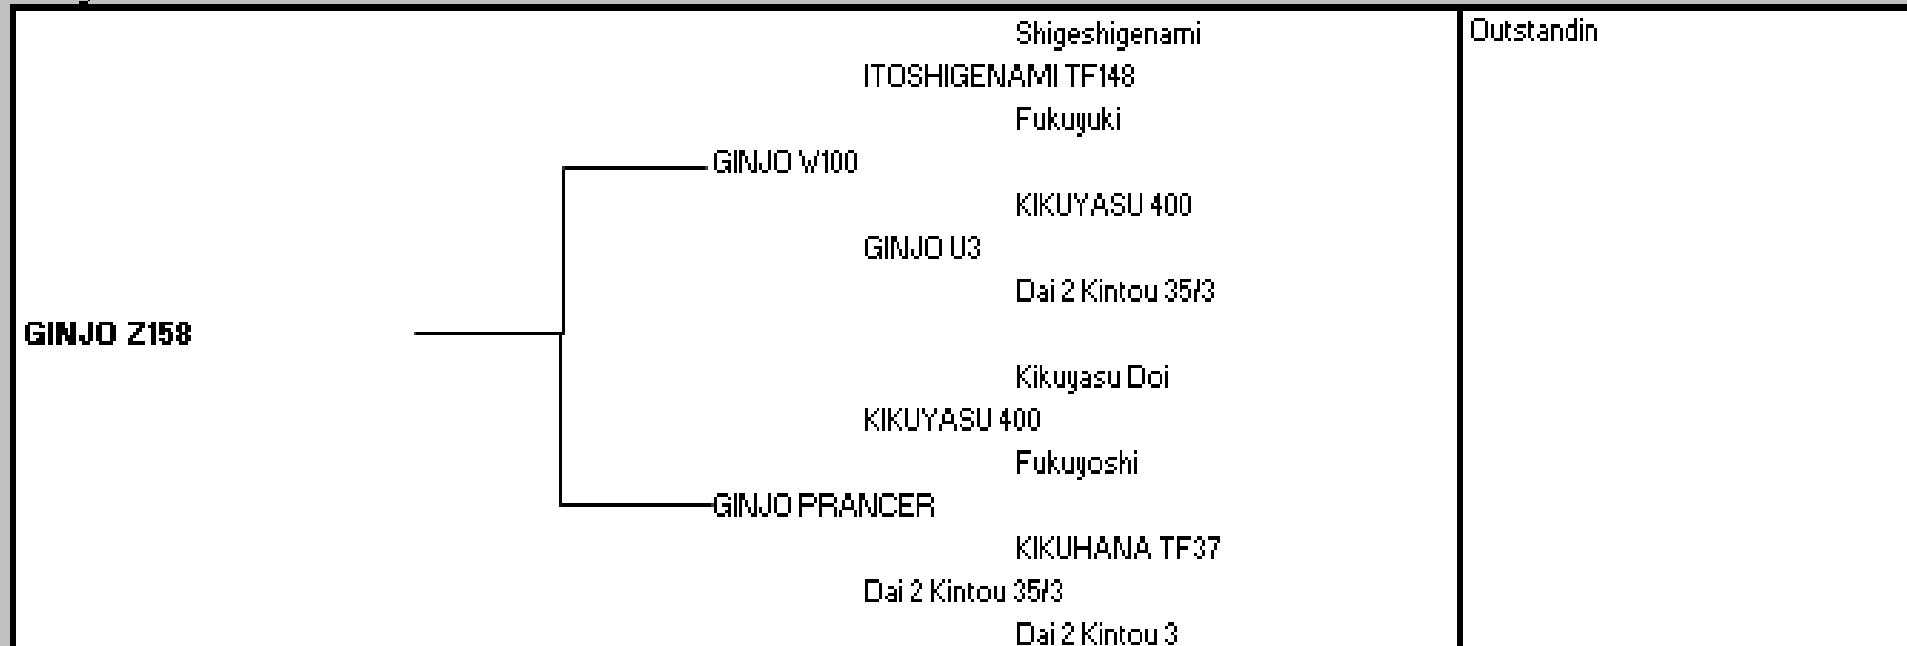 Shigeshigenami
Outstandin
ITOSHIGENAMI TF148
Fukuyuki
GINJO V100
KIKUYASU 400
GINJO U3
Dai 2 Kintou 35/3
GINJO Z158
Kikuyasu Doi
KIKUYASU 400
Fukuyoshi
GINJO PRANCER
KIKUHANA TF37
Dai 2 Kintou 35/3
Dai 2 Kintou 3